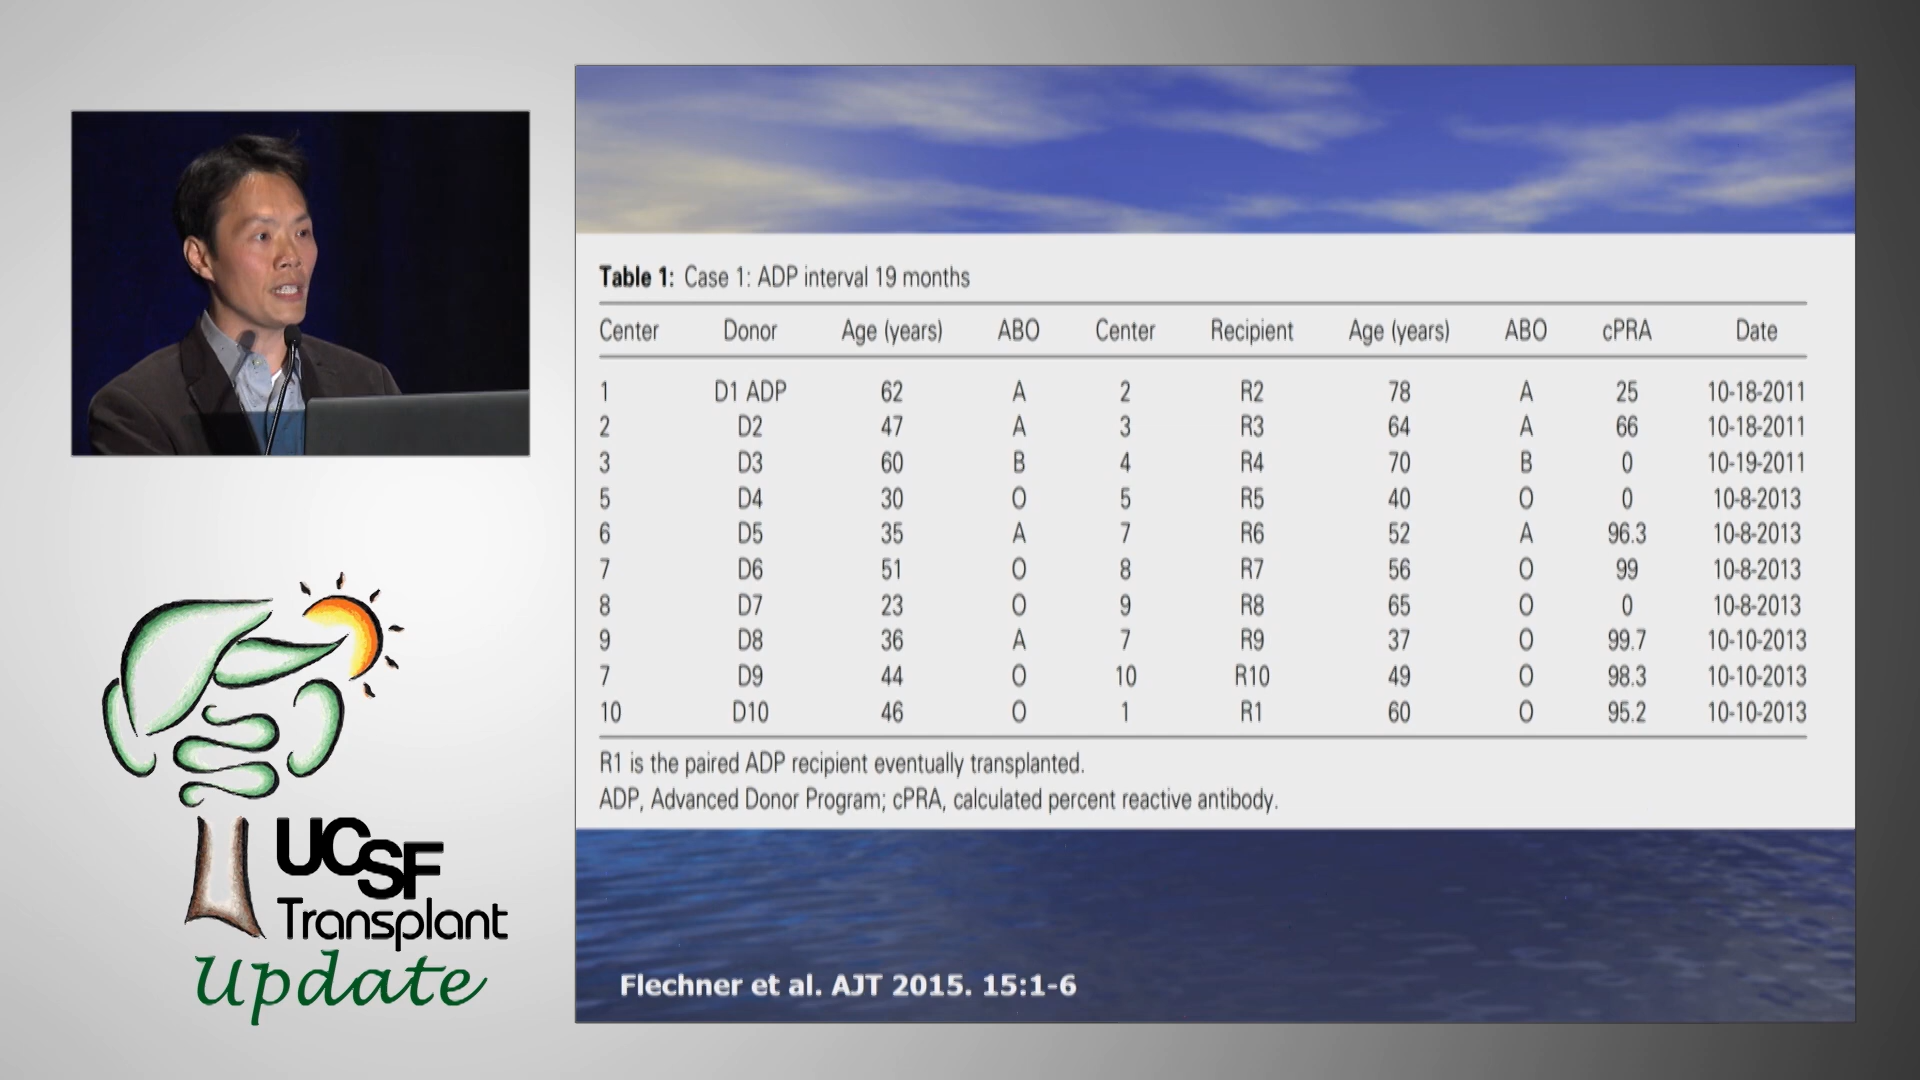 Table 1: Case 1: ADP interval 19 months
Center Donor Age (years) ABO Center Recipient Age (years) ABO cPRA Date
1 D1 ADP 62 A 2 R2 78 A 25 10-18-2011
2 D2 47 A 3 R3 64 A 66 10-18-2011
3 D3 60 B 4 R4 70 B 0 10-19-2011
5 D4 30 O 5 R5 40 O 0 10-8-2013
6 D5 35 A 7 R6 52 A 96.3 10-8-2013
7 D6 51 O 8 R7 56 O 99 10-8-2013
8 D7 23 O 9 R8 65 O 0 10-8-2013
9 D8 36 A 7 R9 37 O 99.7 10-10-2013
7 D9 44 O 10 R10 49 O 98.3 10-10-2013
10 D10 46 O 1 R1 60 O 95.2 10-10-2013
R1 is the paired ADP recipient eventually transplanted.
ADP, Advanced Donor Program; cPRA, calculated percent reactive antibody.
Flechner et al. AJT 2015. 15:1-6
UCSF
Transplant
Update